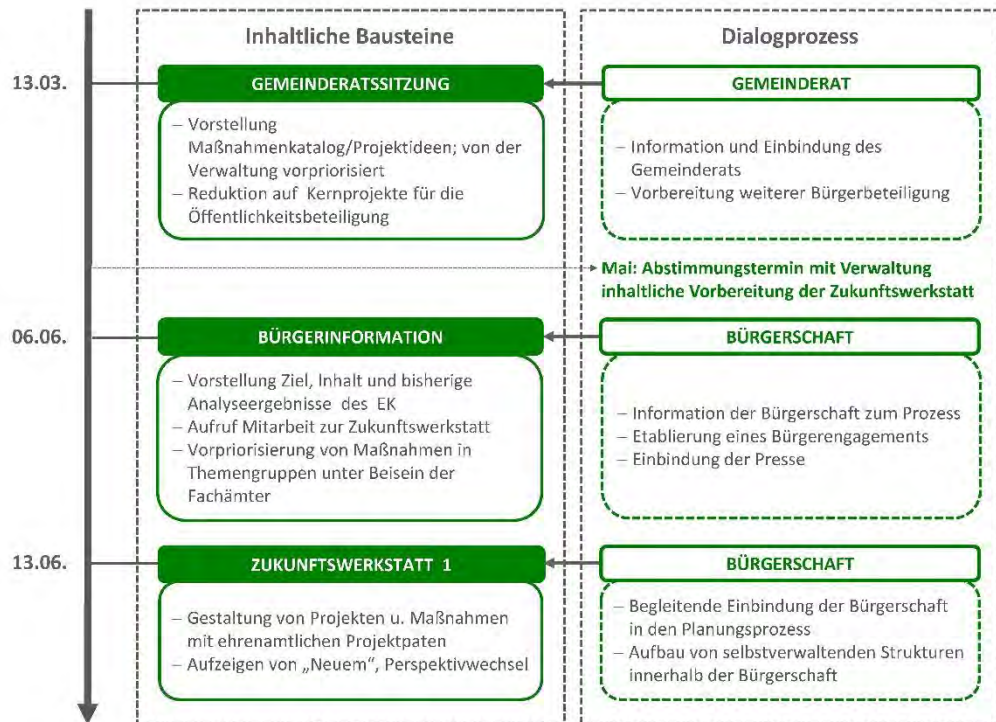 Inhaltliche Bausteine
Dialogprozess
13.03.
GEMEINDERATSSITZUNG
– Vorstellung
Maßnahmenkatalog/Projektideen; von der
Verwaltung vorpriorisiert
– Reduktion auf Kernprojekte für die
Öffentlichkeitsbeteiligung
GEMEINDERAT
– Information und Einbindung des
Gemeinderats
– Vorbereitung weiterer Bürgerbeteiligung
Mai: Abstimmungstermin mit Verwaltung
inhaltliche Vorbereitung der Zukunftswerkstatt
06.06.
BÜRGERINFORMATION
– Vorstellung Ziel, Inhalt und bisherige
Analyseergebnisse des EK
– Aufruf Mitarbeit zur Zukunftswerkstatt
– Vorpriorisierung von Maßnahmen in
Themengruppen unter Beisein der
Fachämter
BÜRGERSCHAFT
– Information der Bürgerschaft zum Prozess
– Etablierung eines Bürgerengagements
– Einbindung der Presse
13.06.
ZUKUNFTSWERKSTATT 1
– Gestaltung von Projekten u. Maßnahmen
mit ehrenamtlichen Projektpaten
– Aufzeigen von „Neuem“, Perspektivwechsel
BÜRGERSCHAFT
– Begleitende Einbindung der Bürgerschaft
in den Planungsprozess
– Aufbau von selbstverwaltenden Strukturen
innerhalb der Bürgerschaft